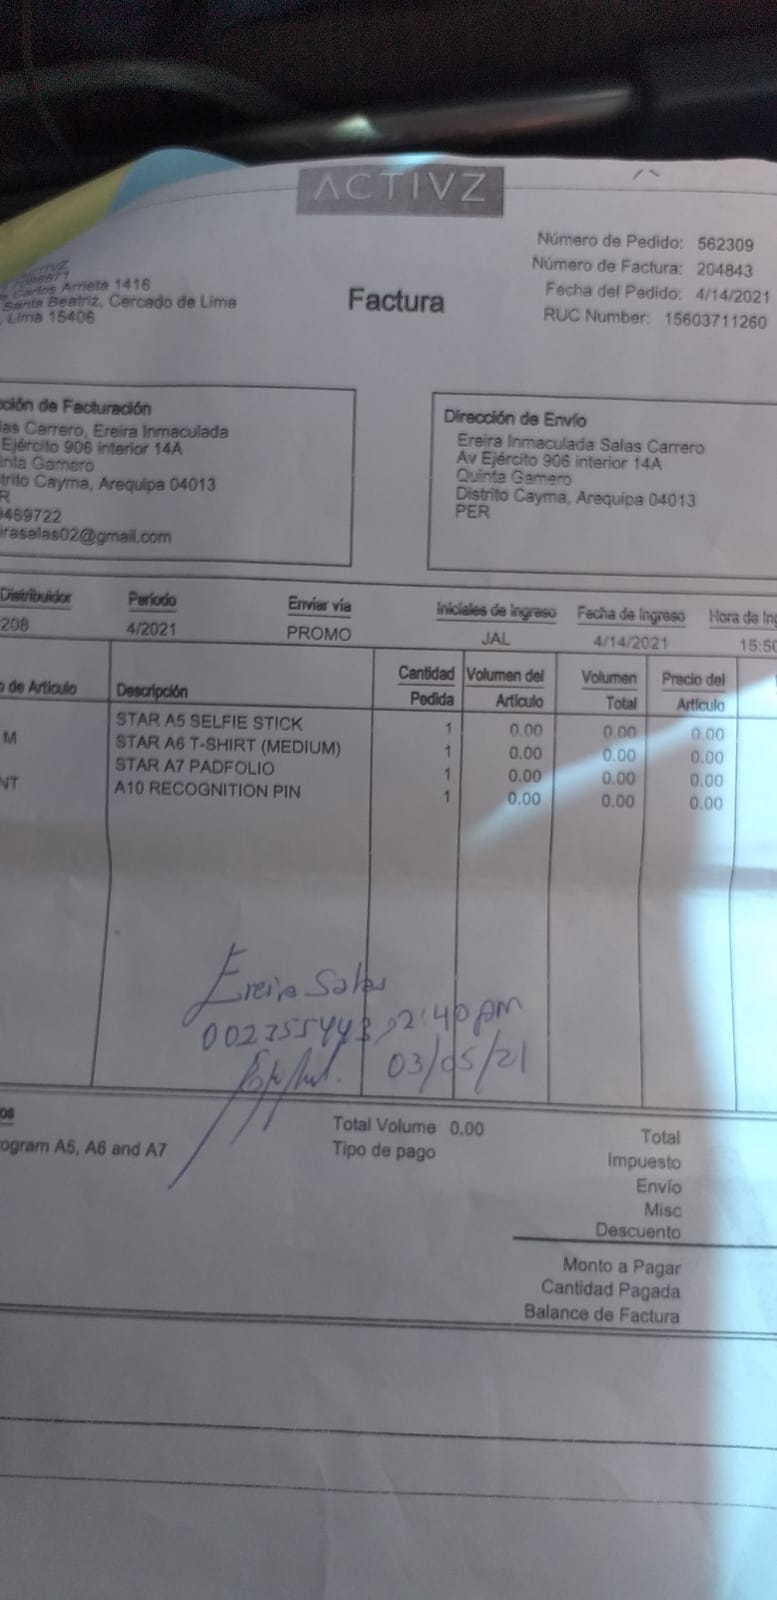 ACTIVZ
Número de Pedido: 562309
Número de Factura: 204843
Fecha del Pedido: 4/14/2021
RUC Number: 15603711260
Factura
Carlos Arrieta 1416
Santa Beatriz, Cercado de Lima
Lima 15406
ción de Facturación
las Carrero, Ereira Inmaculada
Ejército 906 interior 14A
inta Gamero
trito Cayma, Arequipa 04013
R
9469722
irasalas02@gmail.com
Dirección de Envío
Ereira Inmaculada Salas Carrero
Av Ejército 906 interior 14A
Quinta Gamero
Distrito Cayma, Arequipa 04013
PER
Distribuidor Período Enviar vía Iniciales de Ingreso Fecha de Ingreso Hora de Ing
208 4/2021 PROMO JAL 4/14/2021 15:50
o de Artículo Descripción Cantidad Pedida Volumen del Artículo Volumen Total Precio del Artículo
STAR A5 SELFIE STICK 1 0.00 0.00 0.00
M STAR A6 T-SHIRT (MEDIUM) 1 0.00 0.00 0.00
STAR A7 PADFOLIO 1 0.00 0.00 0.00
NT A10 RECOGNITION PIN 1 0.00 0.00 0.00
Ereira Salas
002755443 02:40 pm
03/05/21
os
ogram A5, A6 and A7
Total Volume 0.00
Tipo de pago
Total
Impuesto
Envío
Misc
Descuento
Monto a Pagar
Cantidad Pagada
Balance de Factura